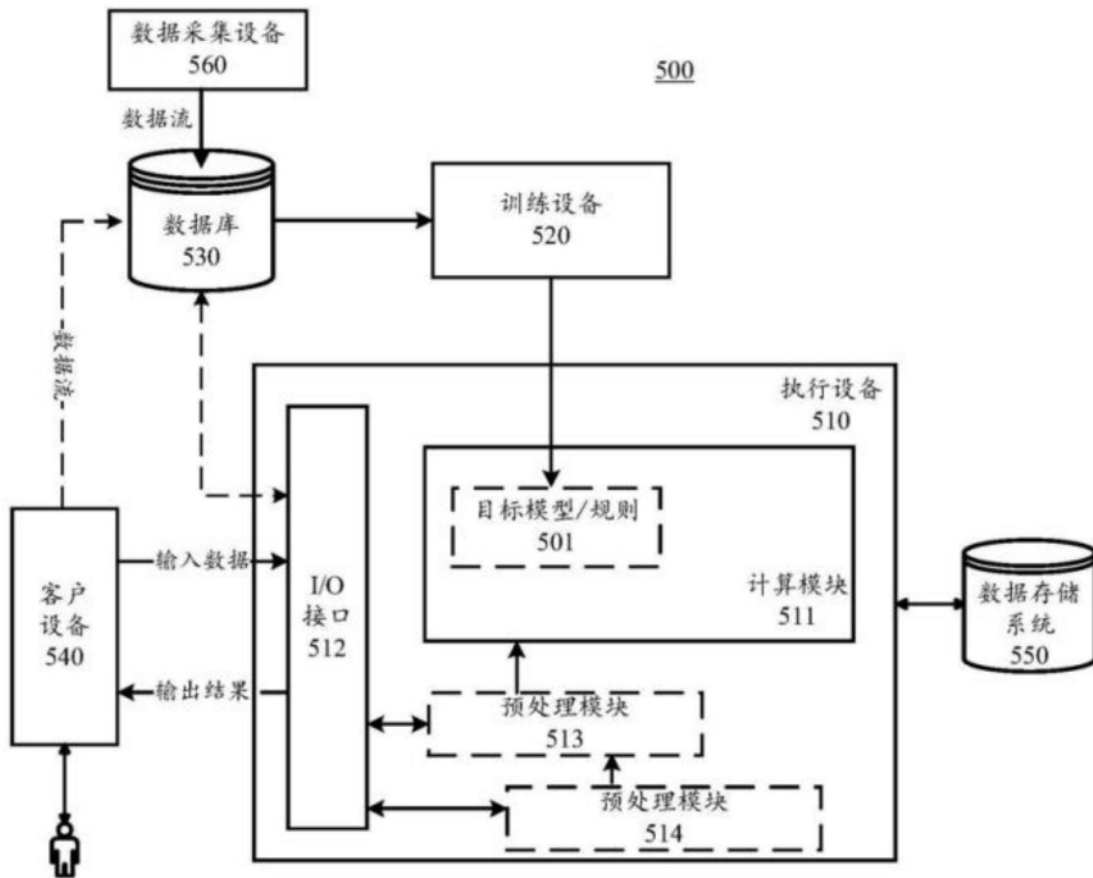 数据采集设备
560
500
数据流
数据库
530
训练设备
520
数据流
执行设备
510
目标模型/规则
501
计算模块
511
I/O
接口
512
输入数据
输出结果
客户
设备
540
预处理模块
513
预处理模块
514
数据存储
系统
550